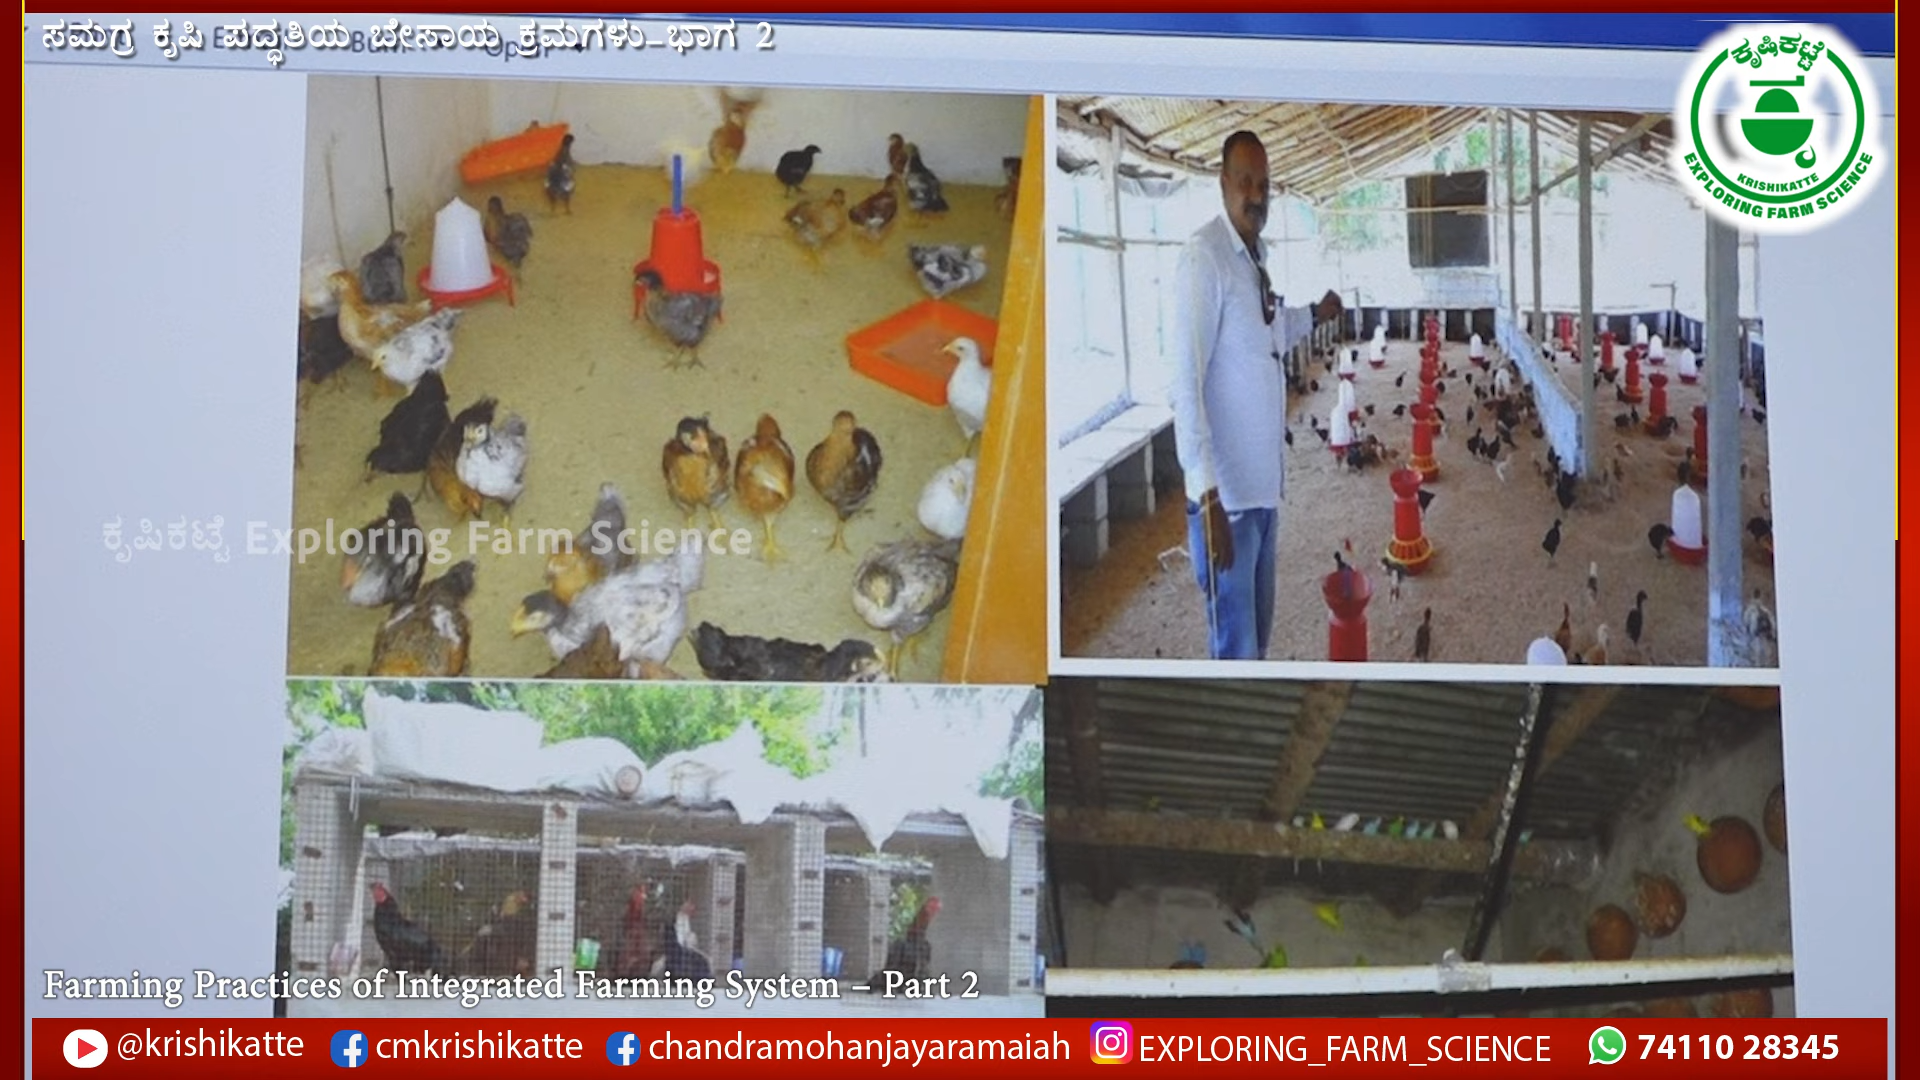 ಸಮಗ್ರ ಕೃಷಿ ಪದ್ಧತಿಯ ಬೇಸಾಯ ಕ್ರಮಗಳು–ಭಾಗ 2
ಕೃಷಿಕಟ್ಟೆ
KRISHIKATTE
EXPLORING FARM SCIENCE
ಕೃಷಿಕಟ್ಟೆ Exploring Farm Science
Farming Practices of Integrated Farming System – Part 2
@krishikatte cmkrishikatte chandramohanjayaramaiah EXPLORING_FARM_SCIENCE 74110 28345